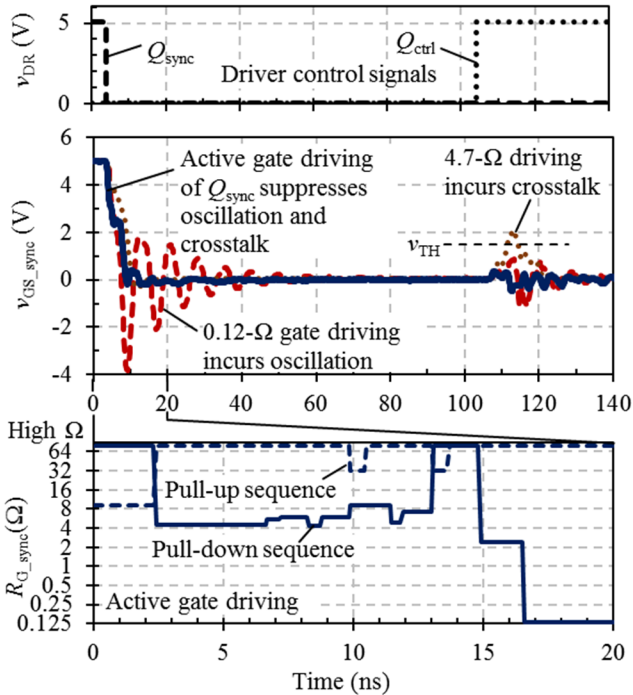 5
0
v_DR (V)
Q_sync
Q_ctrl
Driver control signals
6
4
2
0
-2
-4
v_GS_sync (V)
Active gate driving
of Q_sync suppresses
oscillation and
crosstalk
4.7-Ω driving
incurs crosstalk
v_TH
0.12-Ω gate driving
incurs oscillation
0 20 40 60 80 100 120 140
High Ω
64
32
16
8
4
2
1
0.5
0.25
0.125
R_G_sync(Ω)
Pull-up sequence
Pull-down sequence
Active gate driving
0 5 10 15 20
Time (ns)